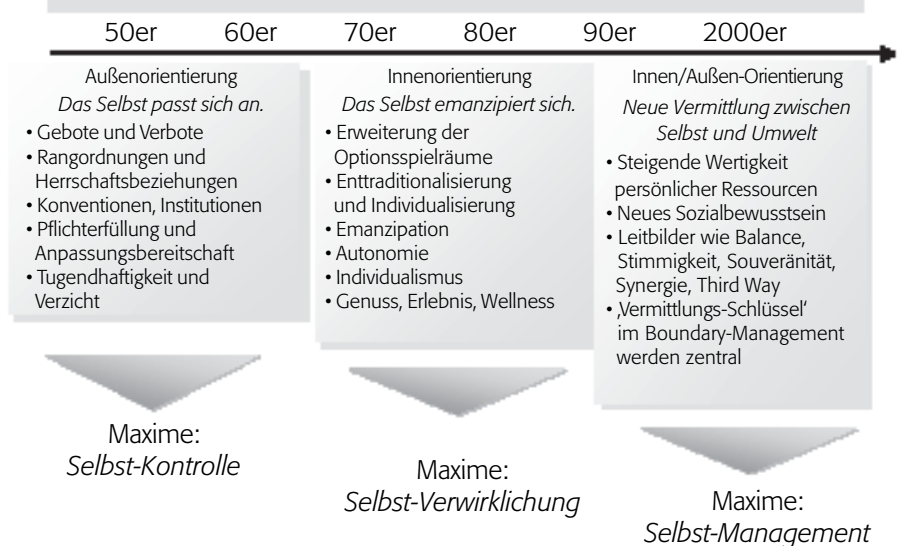 50er 60er 70er 80er 90er 2000er
Außenorientierung
Das Selbst passt sich an.
• Gebote und Verbote
• Rangordnungen und
Herrschaftsbeziehungen
• Konventionen, Institutionen
• Pflichterfüllung und
Anpassungsbereitschaft
• Tugendhaftigkeit und
Verzicht
Maxime:
Selbst-Kontrolle
Innenorientierung
Das Selbst emanzipiert sich.
• Erweiterung der
Optionsspielräume
• Enttraditionalisierung
und Individualisierung
• Emanzipation
• Autonomie
• Individualismus
• Genuss, Erlebnis, Wellness
Maxime:
Selbst-Verwirklichung
Innen/Außen-Orientierung
Neue Vermittlung zwischen
Selbst und Umwelt
• Steigende Wertigkeit
persönlicher Ressourcen
• Neues Sozialbewusstsein
• Leitbilder wie Balance,
Stimmigkeit, Souveränität,
Synergie, Third Way
• ‚Vermittlungs-Schlüssel‘
im Boundary-Management
werden zentral
Maxime:
Selbst-Management